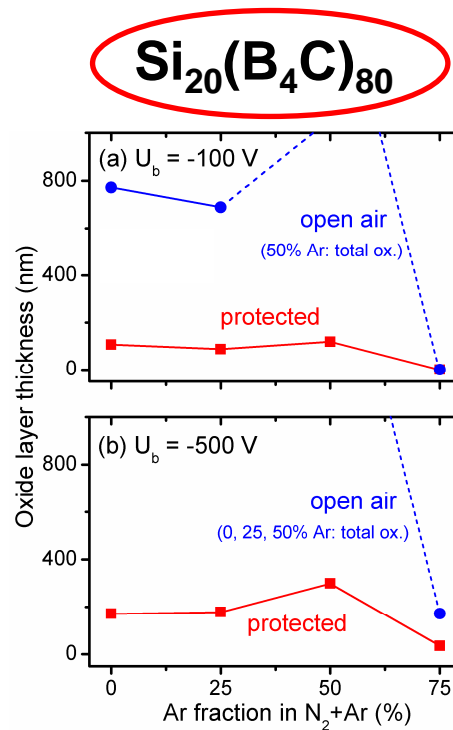 Si₂₀(B₄C)₈₀
(a) U_b = -100 V
800
400
0
open air
(50% Ar: total ox.)
protected
Oxide layer thickness (nm)
(b) U_b = -500 V
800
400
0
open air
(0, 25, 50% Ar: total ox.)
protected
0 25 50 75
Ar fraction in N₂+Ar (%)